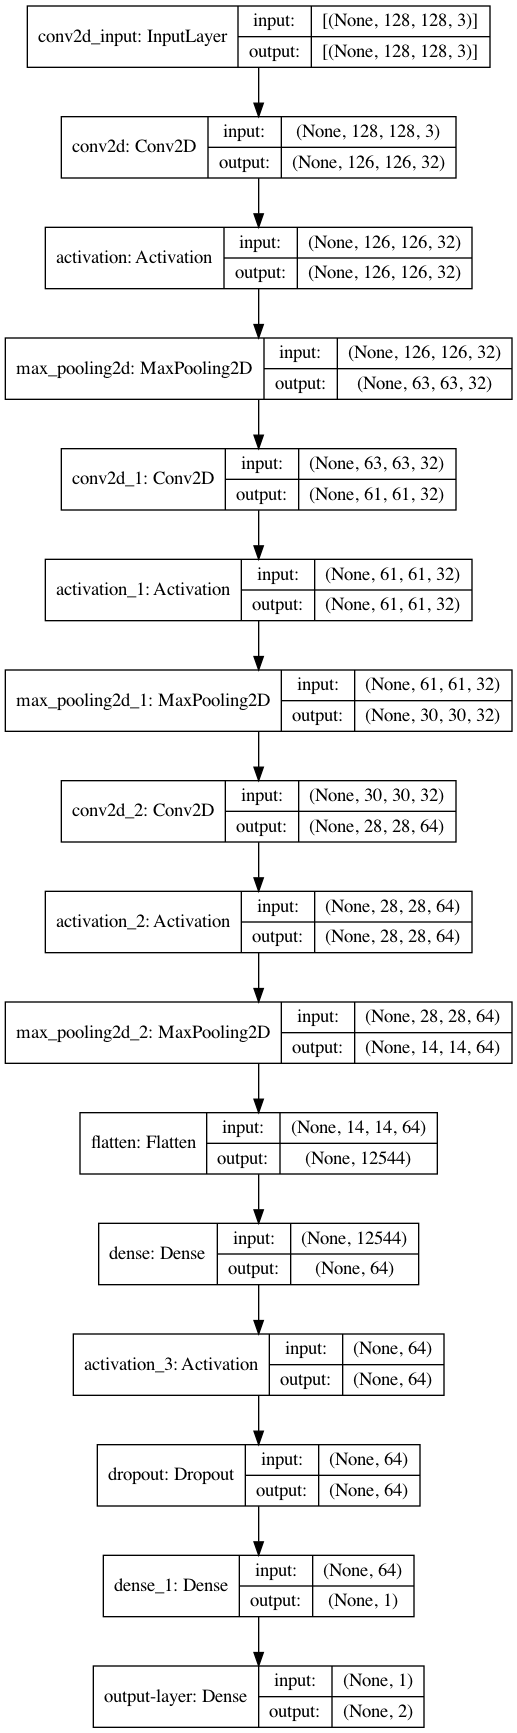 conv2d_input: InputLayer
input:
[(None, 128, 128, 3)]
output:
[(None, 128, 128, 3)]
conv2d: Conv2D
input:
(None, 128, 128, 3)
output:
(None, 126, 126, 32)
activation: Activation
input:
(None, 126, 126, 32)
output:
(None, 126, 126, 32)
max_pooling2d: MaxPooling2D
input:
(None, 126, 126, 32)
output:
(None, 63, 63, 32)
conv2d_1: Conv2D
input:
(None, 63, 63, 32)
output:
(None, 61, 61, 32)
activation_1: Activation
input:
(None, 61, 61, 32)
output:
(None, 61, 61, 32)
max_pooling2d_1: MaxPooling2D
input:
(None, 61, 61, 32)
output:
(None, 30, 30, 32)
conv2d_2: Conv2D
input:
(None, 30, 30, 32)
output:
(None, 28, 28, 64)
activation_2: Activation
input:
(None, 28, 28, 64)
output:
(None, 28, 28, 64)
max_pooling2d_2: MaxPooling2D
input:
(None, 28, 28, 64)
output:
(None, 14, 14, 64)
flatten: Flatten
input:
(None, 14, 14, 64)
output:
(None, 12544)
dense: Dense
input:
(None, 12544)
output:
(None, 64)
activation_3: Activation
input:
(None, 64)
output:
(None, 64)
dropout: Dropout
input:
(None, 64)
output:
(None, 64)
dense_1: Dense
input:
(None, 64)
output:
(None, 1)
output-layer: Dense
input:
(None, 1)
output:
(None, 2)